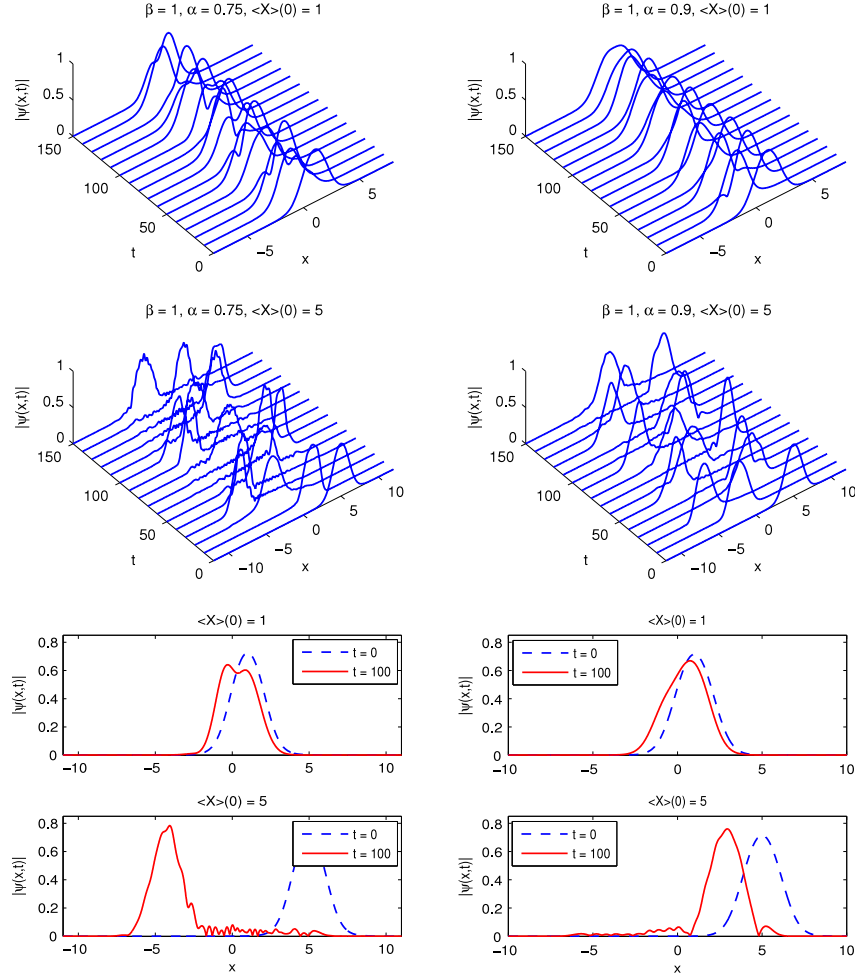 β = 1, α = 0.75, <X>(0) = 1
|ψ(x,t)|
1
0.5
0
150
100
50
0
t
−5
0
5
x
β = 1, α = 0.9, <X>(0) = 1
|ψ(x,t)|
1
0.5
0
150
100
50
0
t
−5
0
5
x
β = 1, α = 0.75, <X>(0) = 5
|ψ(x,t)|
1
0.5
0
150
100
50
0
t
−10
−5
0
5
10
x
β = 1, α = 0.9, <X>(0) = 5
|ψ(x,t)|
1
0.5
0
150
100
50
0
t
−10
−5
0
5
10
x
<X>(0) = 1
|ψ(x,t)|
0.8
0.6
0.4
0.2
0
−10 −5 0 5 10
t = 0
t = 100
<X>(0) = 1
|ψ(x,t)|
0.8
0.6
0.4
0.2
0
−10 −5 0 5 10
t = 0
t = 100
<X>(0) = 5
|ψ(x,t)|
0.8
0.6
0.4
0.2
0
−10 −5 0 5 10
x
t = 0
t = 100
<X>(0) = 5
|ψ(x,t)|
0.8
0.6
0.4
0.2
0
−10 −5 0 5 10
x
t = 0
t = 100